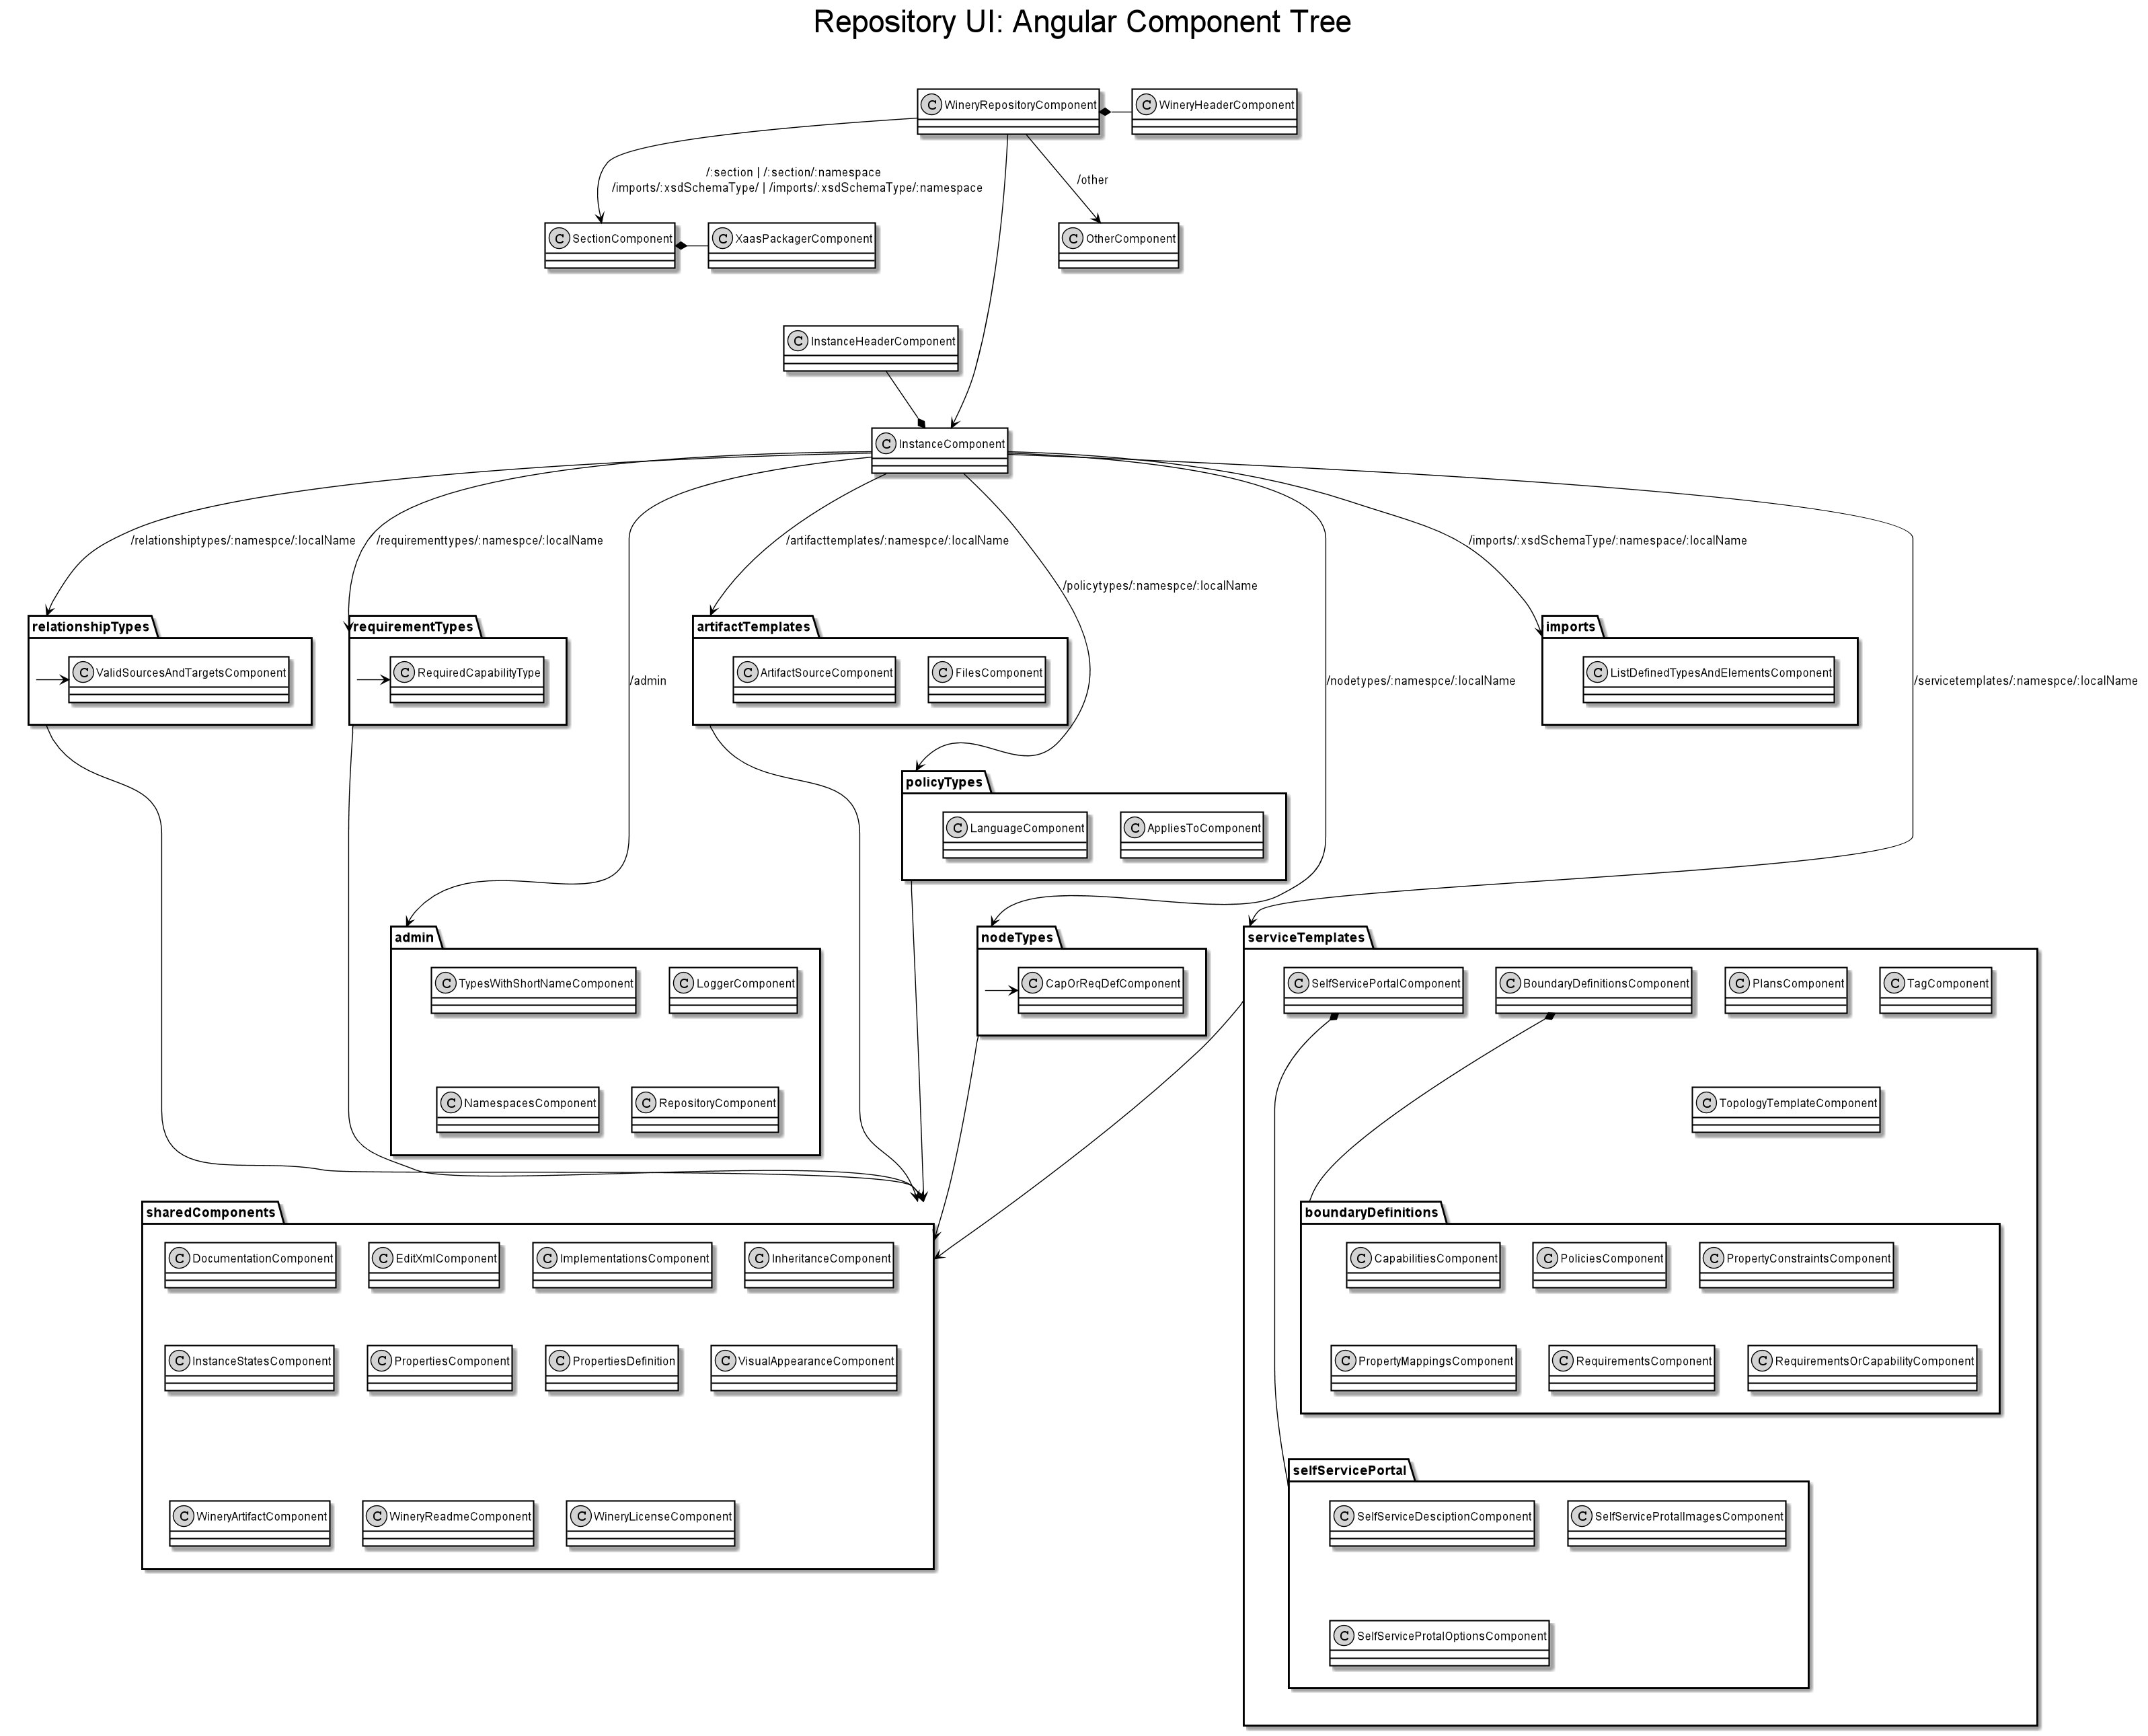 Repository UI: Angular Component Tree
C WineryRepositoryComponent
C WineryHeaderComponent
/:section | /:section/:namespace
/imports/:xsdSchemaType/ | /imports/:xsdSchemaType/:namespace
/other
C SectionComponent
C XaasPackagerComponent
C OtherComponent
C InstanceHeaderComponent
C InstanceComponent
/relationshiptypes/:namespce/:localName
/requirementtypes/:namespce/:localName
/artifacttemplates/:namespce/:localName
/imports/:xsdSchemaType/:namespace/:localName
/policytypes/:namespce/:localName
relationshipTypes
requirementTypes
artifactTemplates
imports
C ValidSourcesAndTargetsComponent
C RequiredCapabilityType
/admin
C ArtifactSourceComponent
C FilesComponent
/nodetypes/:namespce/:localName
C ListDefinedTypesAndElementsComponent
/servicetemplates/:namespce/:localName
policyTypes
C LanguageComponent
C AppliesToComponent
admin
nodeTypes
serviceTemplates
C TypesWithShortNameComponent
C LoggerComponent
C CapOrReqDefComponent
C SelfServicePortalComponent
C BoundaryDefinitionsComponent
C PlansComponent
C TagComponent
C NamespacesComponent
C RepositoryComponent
C TopologyTemplateComponent
sharedComponents
boundaryDefinitions
C DocumentationComponent
C EditXmlComponent
C ImplementationsComponent
C InheritanceComponent
C CapabilitiesComponent
C PoliciesComponent
C PropertyConstraintsComponent
C InstanceStatesComponent
C PropertiesComponent
C PropertiesDefinition
C VisualAppearanceComponent
C PropertyMappingsComponent
C RequirementsComponent
C RequirementsOrCapabilityComponent
selfServicePortal
C WineryArtifactComponent
C WineryReadmeComponent
C WineryLicenseComponent
C SelfServiceDesciptionComponent
C SelfServiceProtalImagesComponent
C SelfServiceProtalOptionsComponent